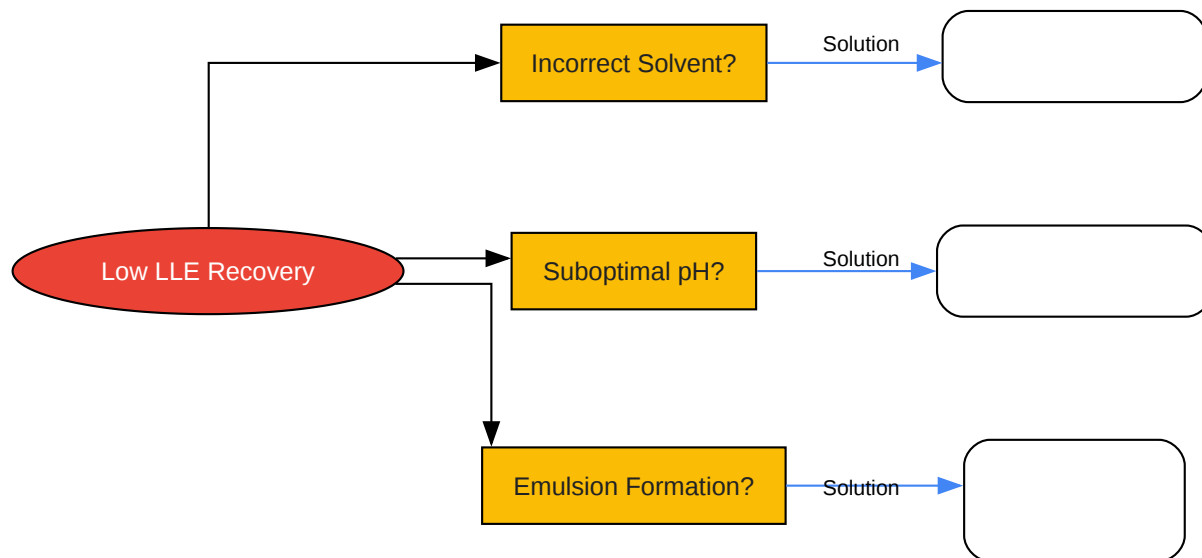 Incorrect Solvent?
Solution
Low LLE Recovery
Suboptimal pH?
Solution
Emulsion Formation?
Solution